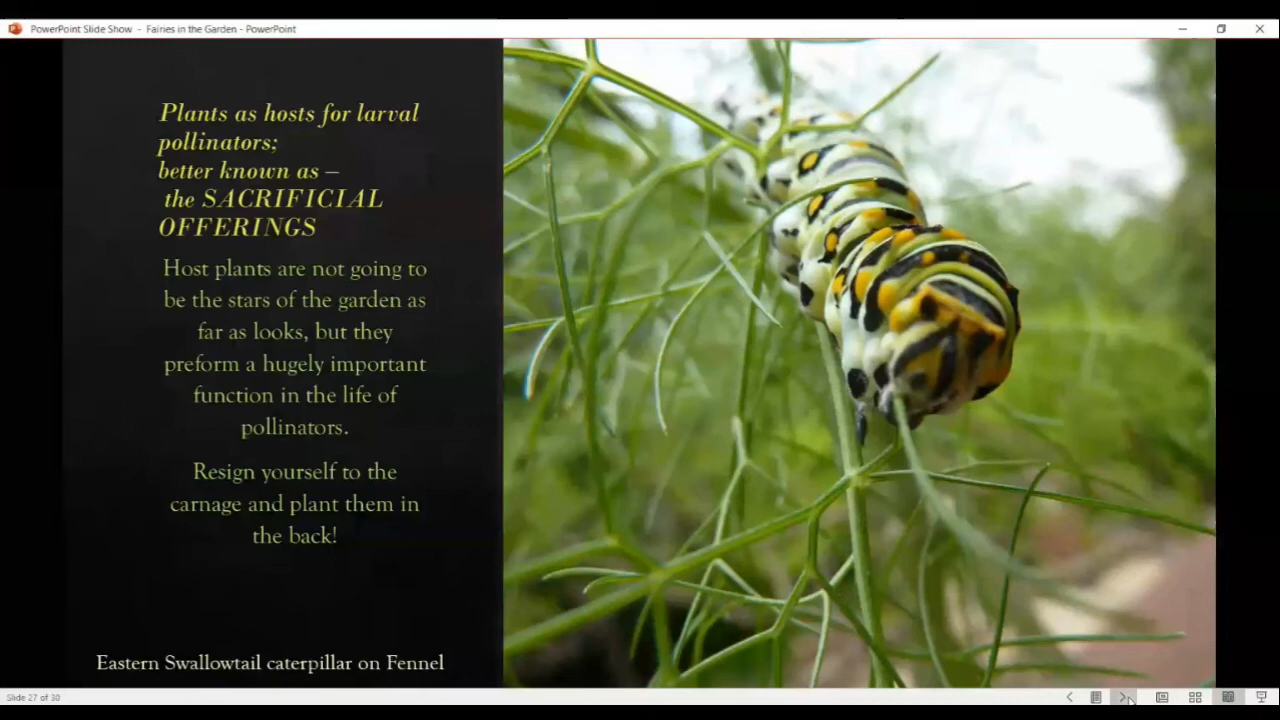 PowerPoint Slide Show - Fairies in the Garden - PowerPoint
Plants as hosts for larval
pollinators;
better known as –
the SACRIFICIAL
OFFERINGS
Host plants are not going to
be the stars of the garden as
far as looks, but they
preform a hugely important
function in the life of
pollinators.
Resign yourself to the
carnage and plant them in
the back!
Eastern Swallowtail caterpillar on Fennel
Slide 27 of 30